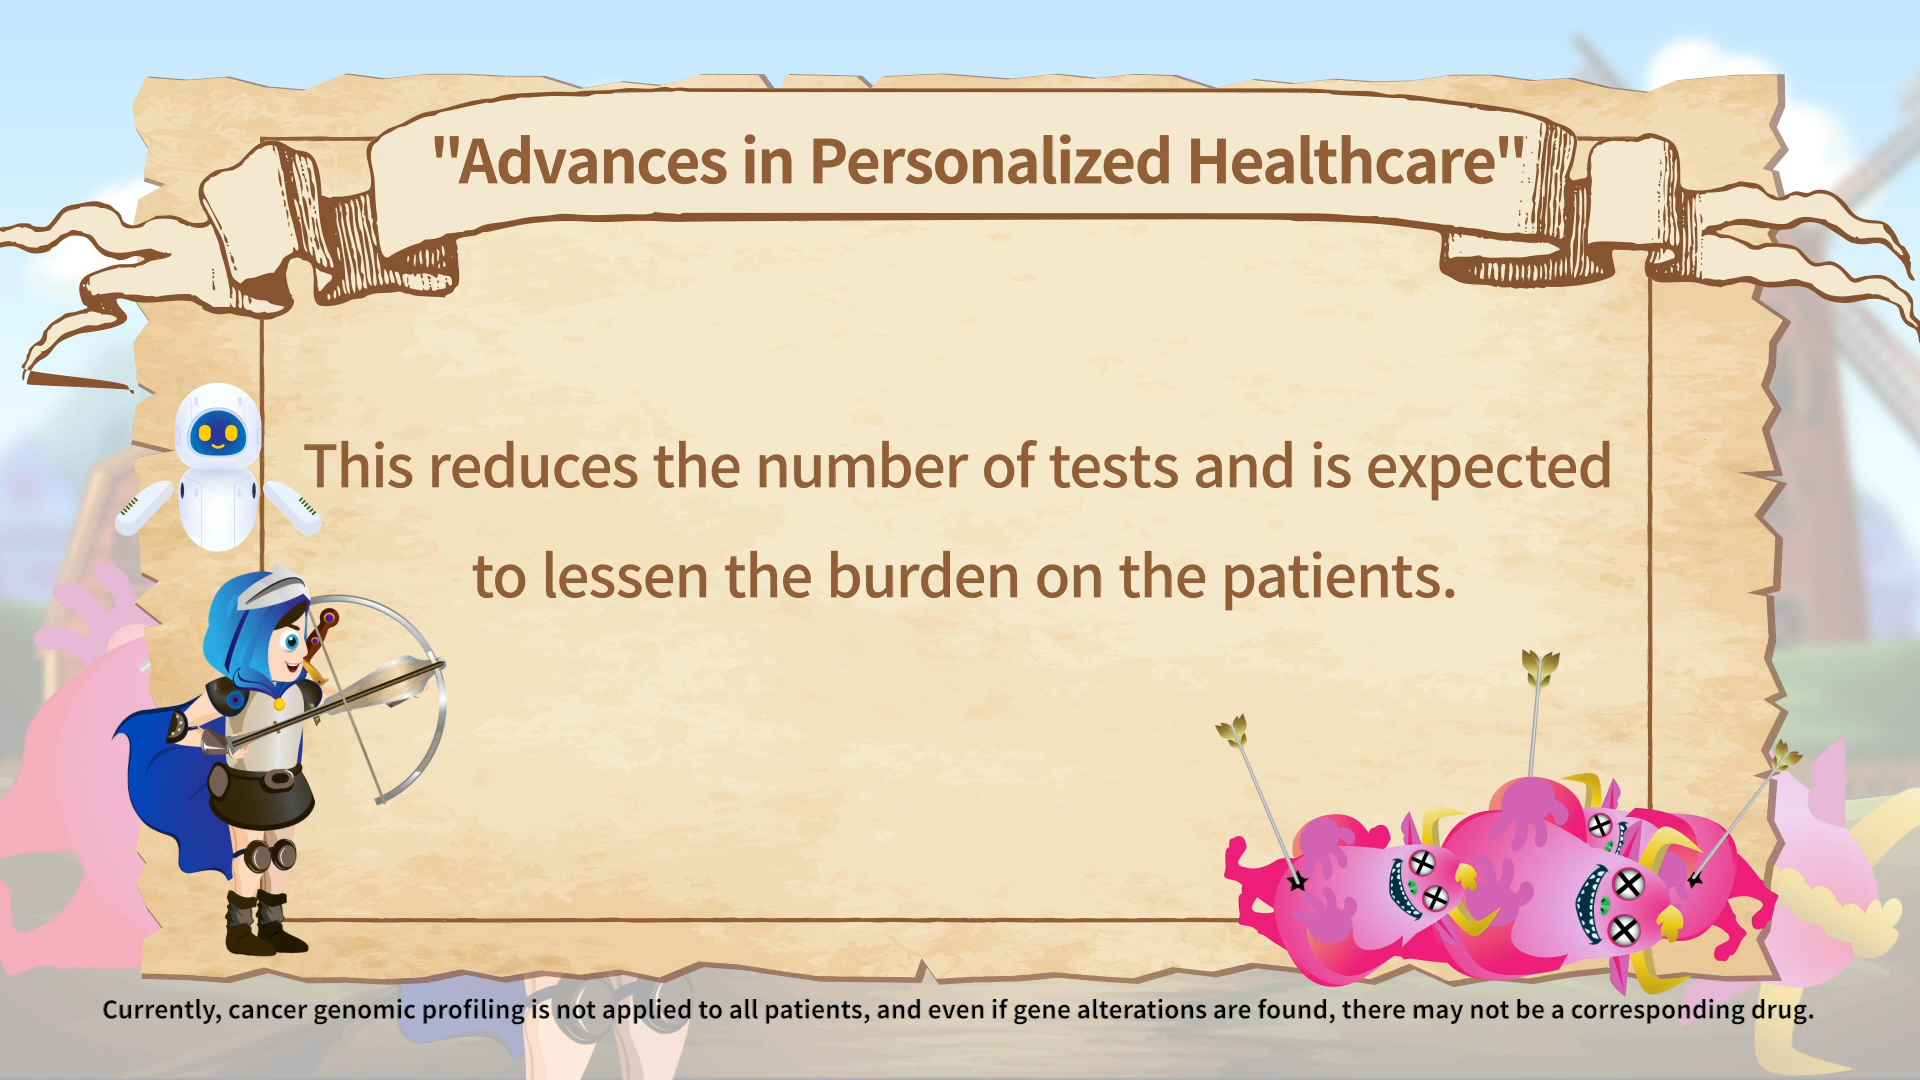 "Advances in Personalized Healthcare"
This reduces the number of tests and is expected
to lessen the burden on the patients.
Currently, cancer genomic profiling is not applied to all patients, and even if gene alterations are found, there may not be a corresponding drug.